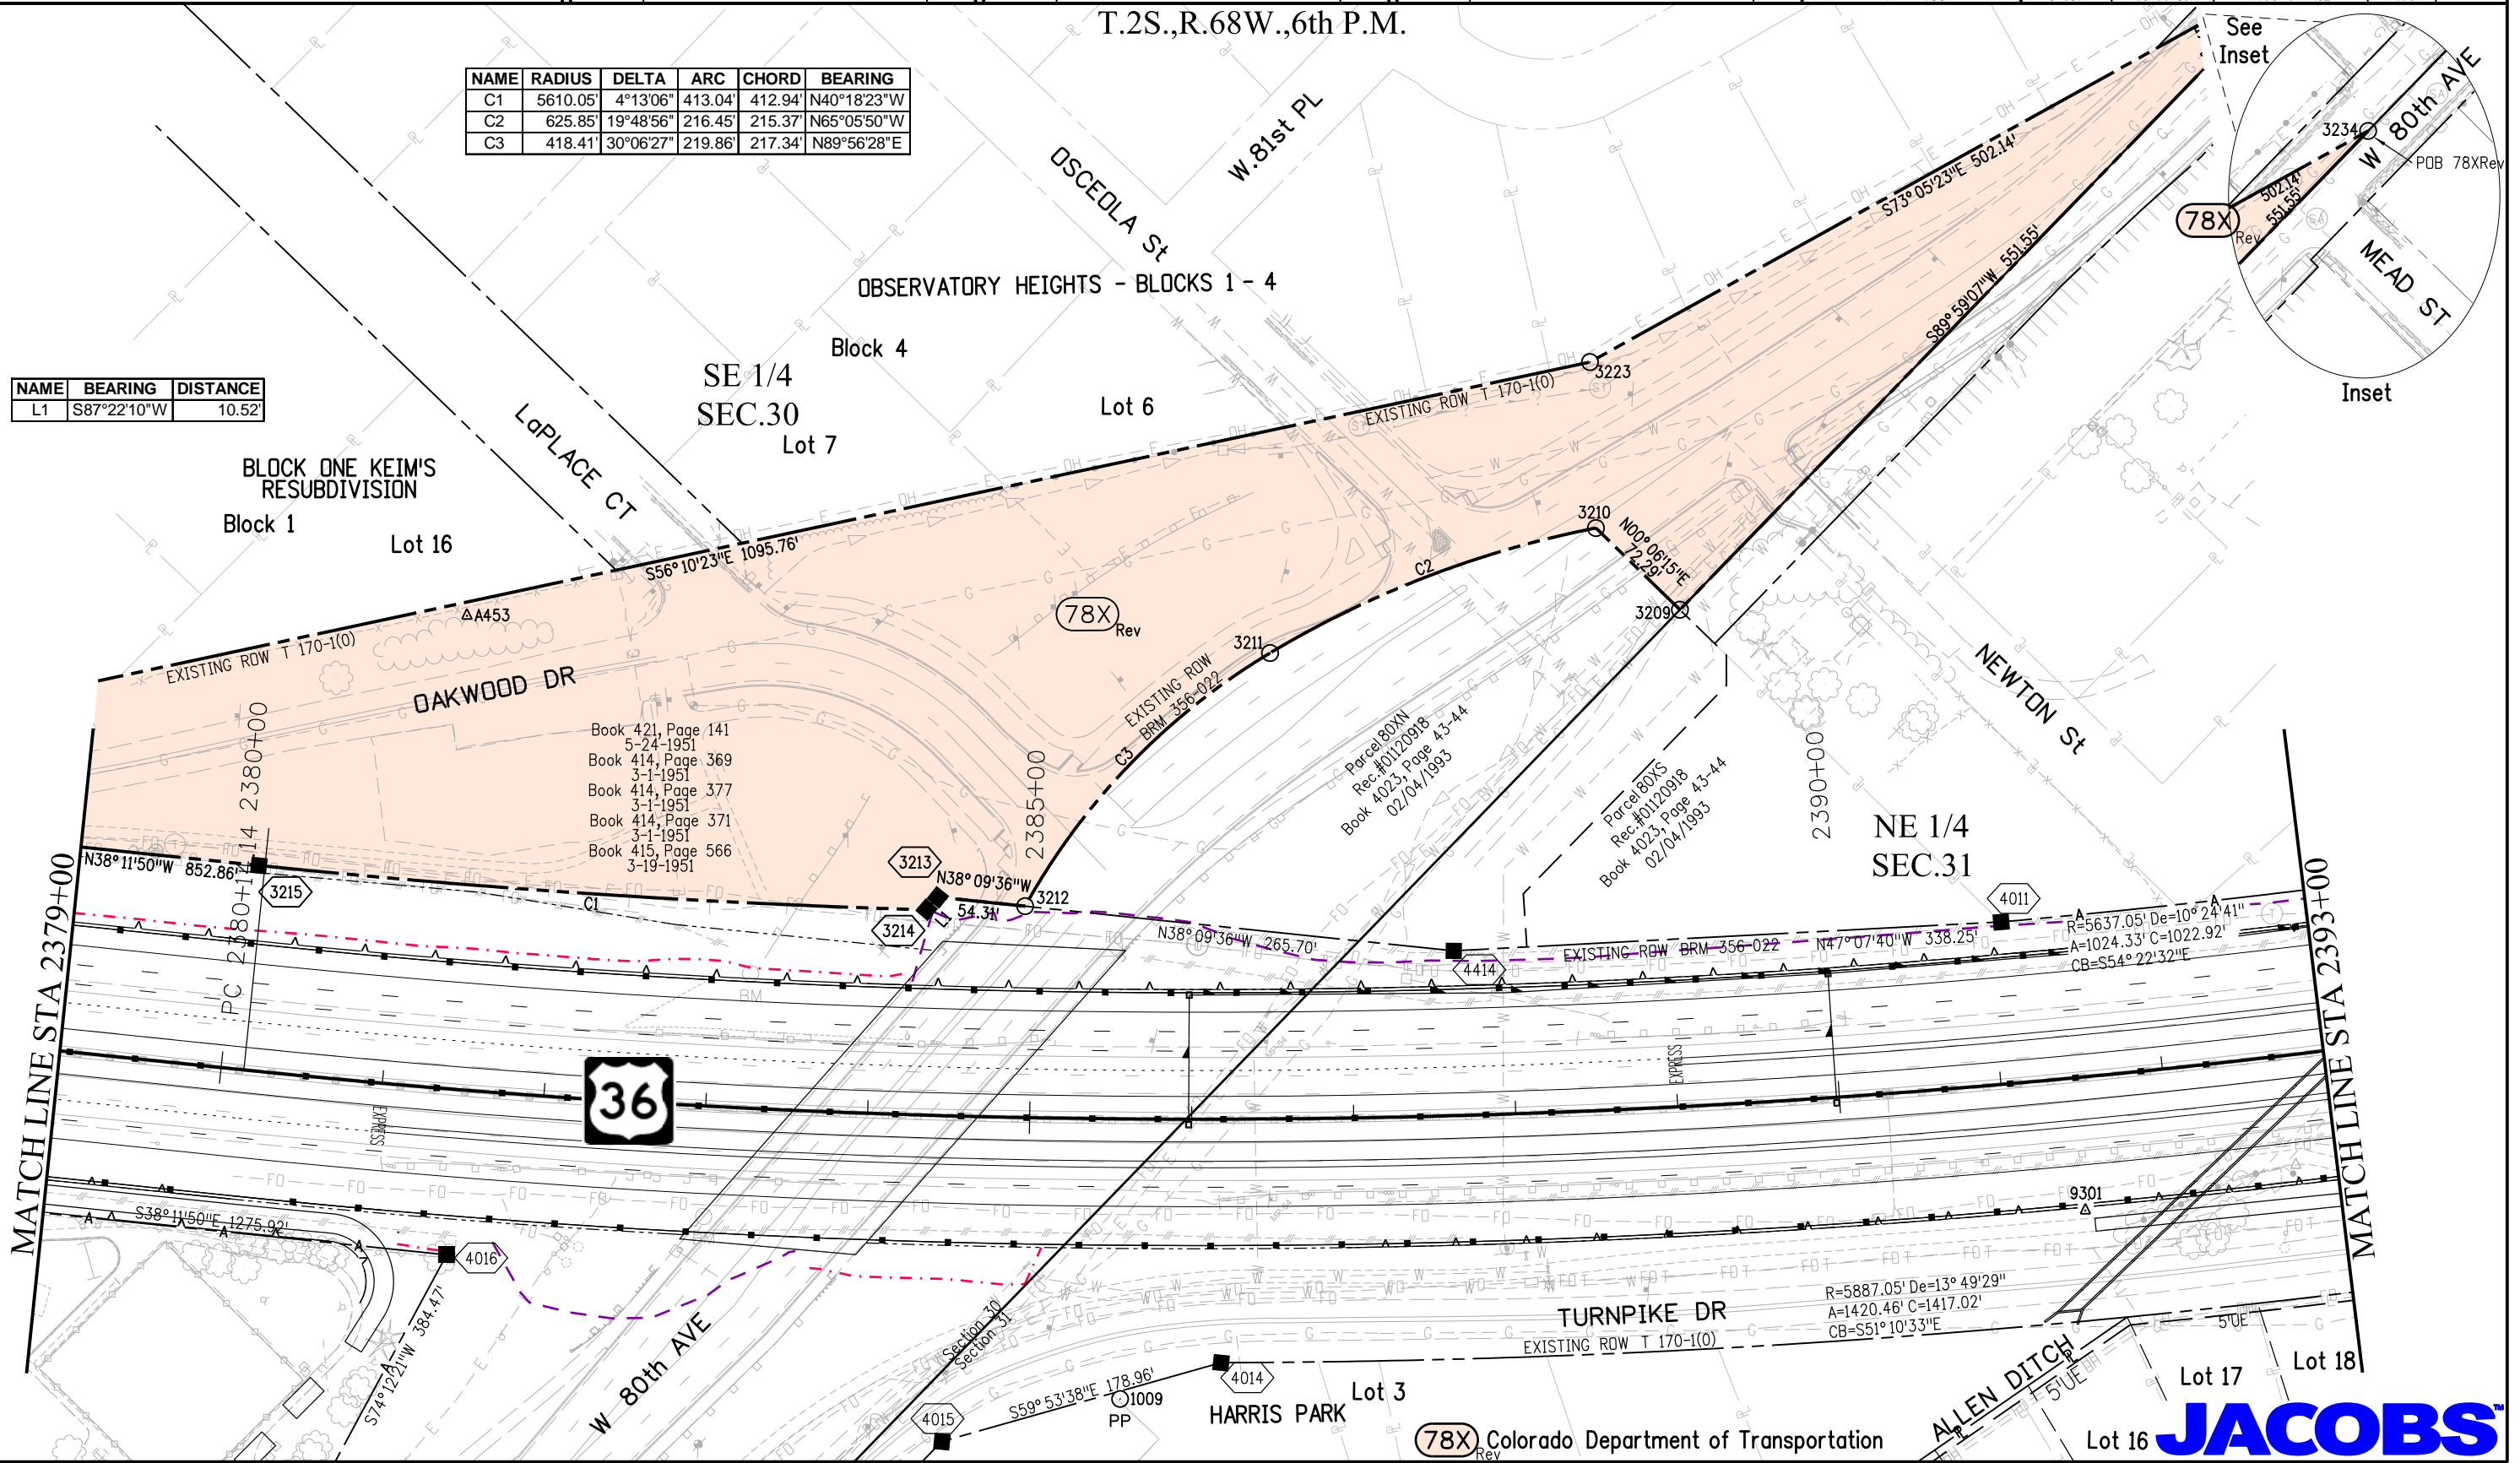 T.2S.,R.68W.,6th P.M.
NAME RADIUS DELTA ARC CHORD BEARING
C1 5610.05' 4°13'06" 413.04' 412.94' N40°18'23"W
C2 625.85' 19°48'56" 216.45' 215.37' N65°05'50"W
C3 418.41' 30°06'27" 219.86' 217.34' N89°56'28"E
See
Inset
W 80th AVE
3234
POB 78XRev
502.14'
551.55'
78X
Rev
MEAD ST
Inset
W.81st PL
OSCEOLA St
S73°05'23"E 502.14'
S89°59'07"W 551.55'
OBSERVATORY HEIGHTS - BLOCKS 1 - 4
Block 4
SE 1/4
SEC.30
Lot 7
Lot 6
3223
EXISTING ROW T 170-1(0)
NAME BEARING DISTANCE
L1 S87°22'10"W 10.52'
LaPLACE CT
BLOCK ONE KEIM'S
RESUBDIVISION
Block 1
Lot 16
S56°10'23"E 1095.76'
A453
EXISTING ROW T 170-1(0)
OAKWOOD DR
3210
N00°06'15"E
72.29'
C2
3209
78X
Rev
3211
EXISTING ROW
BRM 356-022
C3
NEWTON St
Book 421, Page 141
5-24-1951
Book 414, Page 369
3-1-1951
Book 414, Page 377
3-1-1951
Book 414, Page 371
3-1-1951
Book 415, Page 566
3-19-1951
2380+00
PC 2380+14.14
2385+00
2390+00
Parcel 80XN
Rec.#01120918
Book 4023, Page 43-44
02/04/1993
Parcel 80XS
Rec.#01120918
Book 4023, Page 43-44
02/04/1993
NE 1/4
SEC.31
MATCH LINE STA 2379+00
N38°11'50"W 852.86'
3215
C1
3213
N38°09'36"W
54.31'
L1
3212
3214
N38°09'36"W 265.70'
4414
EXISTING ROW BRM 356-022
N47°07'40"W 338.25'
4011
R=5637.05' De=10°24'41"
A=1024.33' C=1022.92'
CB=S54°22'32"E
MATCH LINE STA 2393+00
BM
EXPRESS
36
EXPRESS
S38°11'50"E 1275.92'
4016
S74°12'21"W 384.47'
9301
W 80th AVE
Section 30
Section 31
TURNPIKE DR
EXISTING ROW T 170-1(0)
R=5887.05' De=13°49'29"
A=1420.46' C=1417.02'
CB=S51°10'33"E
4015
S59°53'38"E 178.96'
1009
PP
4014
HARRIS PARK
Lot 3
ALLEN DITCH
5'UE
5'UE
Lot 17
Lot 18
Lot 16
78X
Rev
Colorado Department of Transportation
JACOBS™